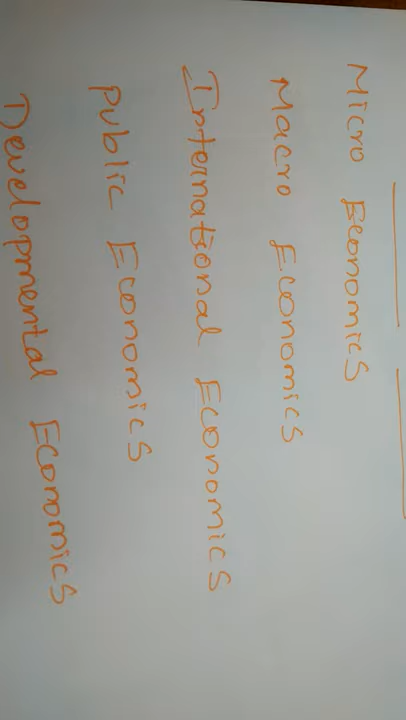 Micro Economics
Macro Economics
International Economics
Public Economics
Developmental Economics